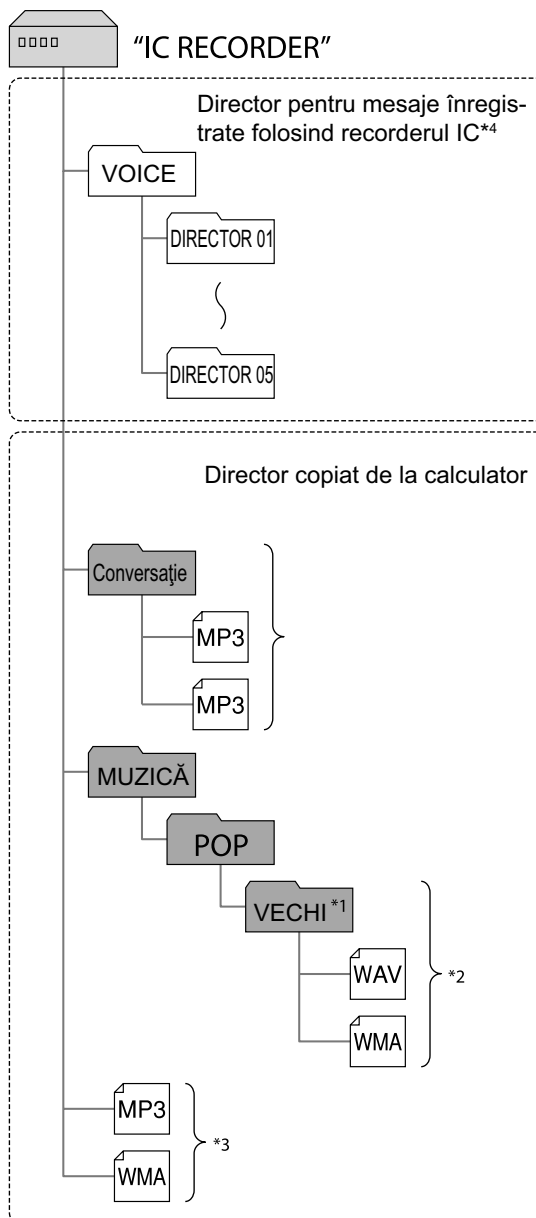 “IC RECORDER”
Director pentru mesaje înregis-
trate folosind recorderul IC*4
VOICE
DIRECTOR 01
DIRECTOR 05
Director copiat de la calculator
Conversaţie
MP3
MP3
MUZICĂ
POP
VECHI *1
WAV
*2
WMA
MP3
*3
WMA